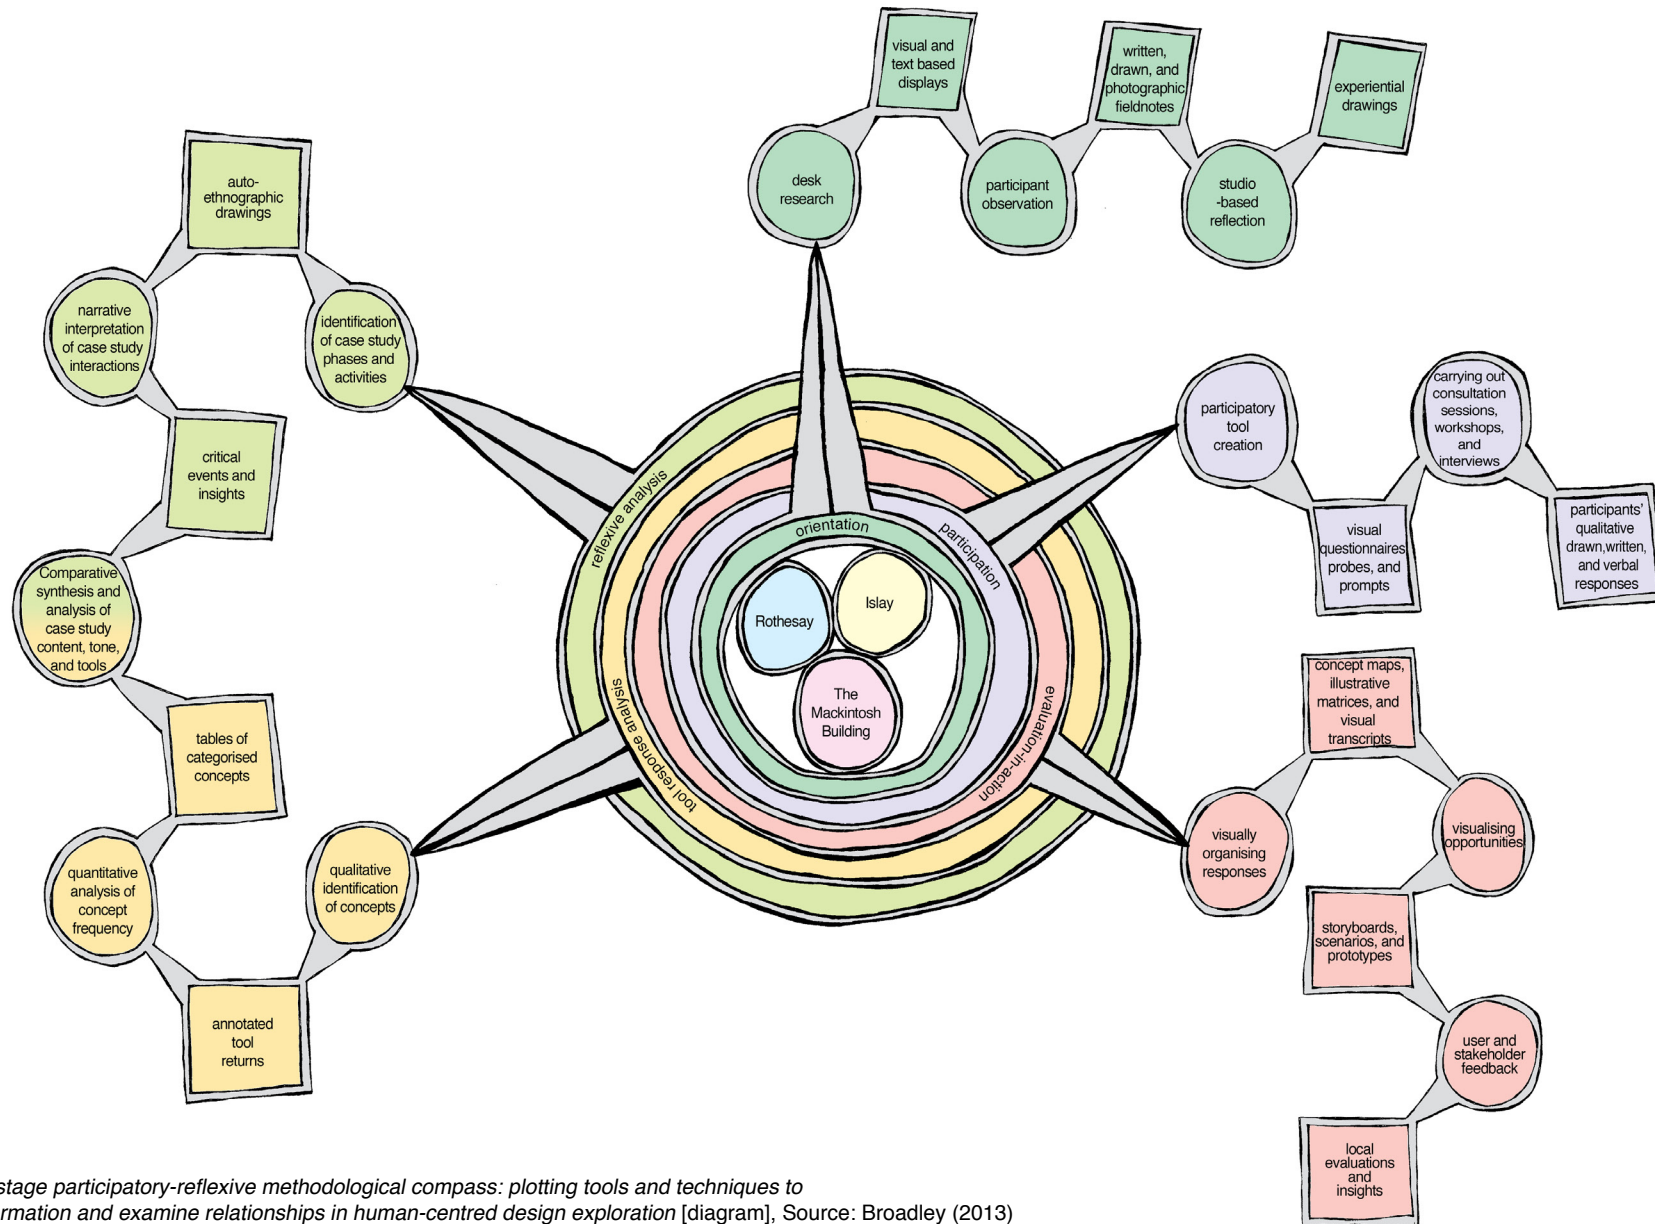 visual and
text based
displays
written,
drawn, and
photographic
fieldnotes
experiential
drawings
desk
research
participant
observation
studio
-based
reflection
auto-
ethnographic
drawings
narrative
interpretation
of case study
interactions
identification
of case study
phases and
activities
critical
events and
insights
Comparative
synthesis and
analysis of
case study
content, tone,
and tools
tables of
categorised
concepts
quantitative
analysis of
concept
frequency
qualitative
identification
of concepts
annotated
tool
returns
reflexive analysis
tool response analysis
orientation
participation
evaluation-in-action
Rothesay
Islay
The
Mackintosh
Building
participatory
tool
creation
carrying out
consultation
sessions,
workshops,
and
interviews
visual
questionnaires
probes, and
prompts
participants'
qualitative
drawn,written,
and verbal
responses
concept maps,
illustrative
matrices, and
visual
transcripts
visually
organising
responses
visualising
opportunities
storyboards,
scenarios, and
prototypes
user and
stakeholder
feedback
local
evaluations
and
insights
stage participatory-reflexive methodological compass: plotting tools and techniques to
rmation and examine relationships in human-centred design exploration [diagram], Source: Broadley (2013)